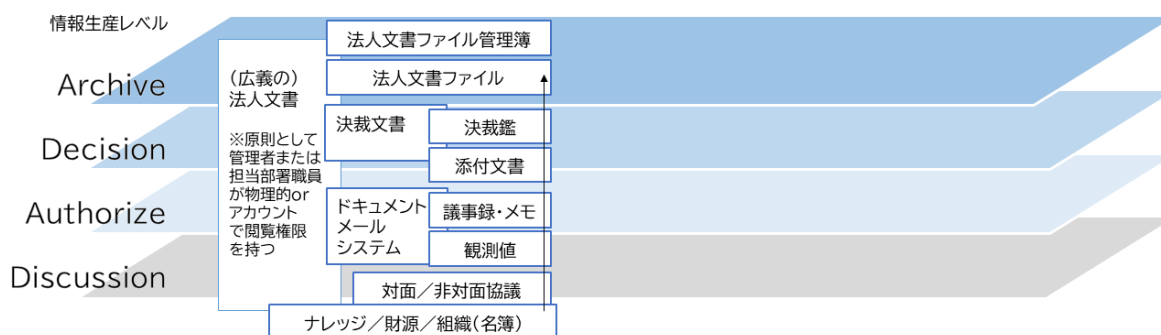 情報生産レベル
Archive
Decision
Authorize
Discussion
(広義の)
法人文書
※原則として
管理者または
担当部署職員
が物理的or
アカウント
で閲覧権限
を持つ
法人文書ファイル管理簿
法人文書ファイル
決裁文書
決裁鑑
添付文書
ドキュメント
メール
システム
議事録・メモ
観測値
対面／非対面協議
ナレッジ／財源／組織(名簿)